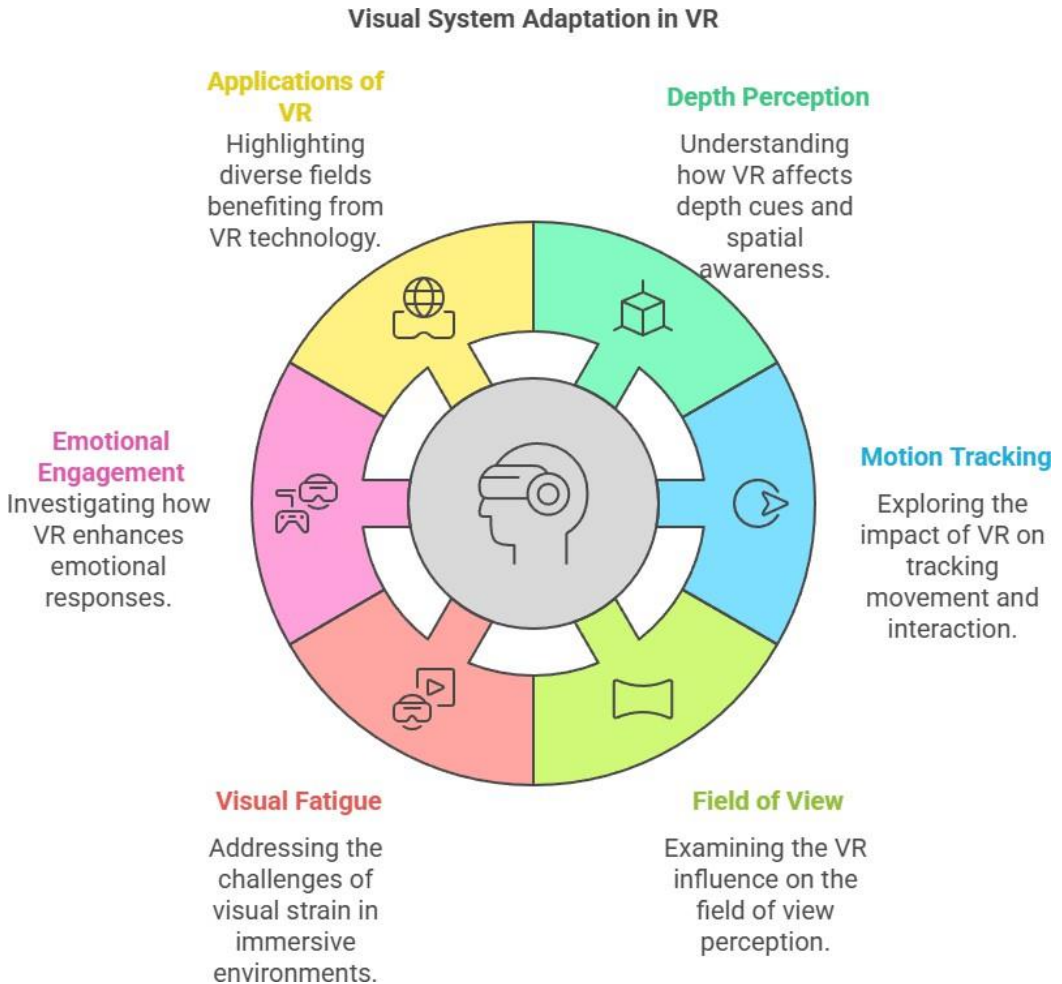 Visual System Adaptation in VR
Applications of
VR
Highlighting
diverse fields
benefiting from
VR technology.
Depth Perception
Understanding
how VR affects
depth cues and
spatial
awareness.
Emotional
Engagement
Investigating how
VR enhances
emotional
responses.
Motion Tracking
Exploring the
impact of VR on
tracking
movement and
interaction.
Visual Fatigue
Addressing the
challenges of
visual strain in
immersive
environments.
Field of View
Examining the VR
influence on the
field of view
perception.